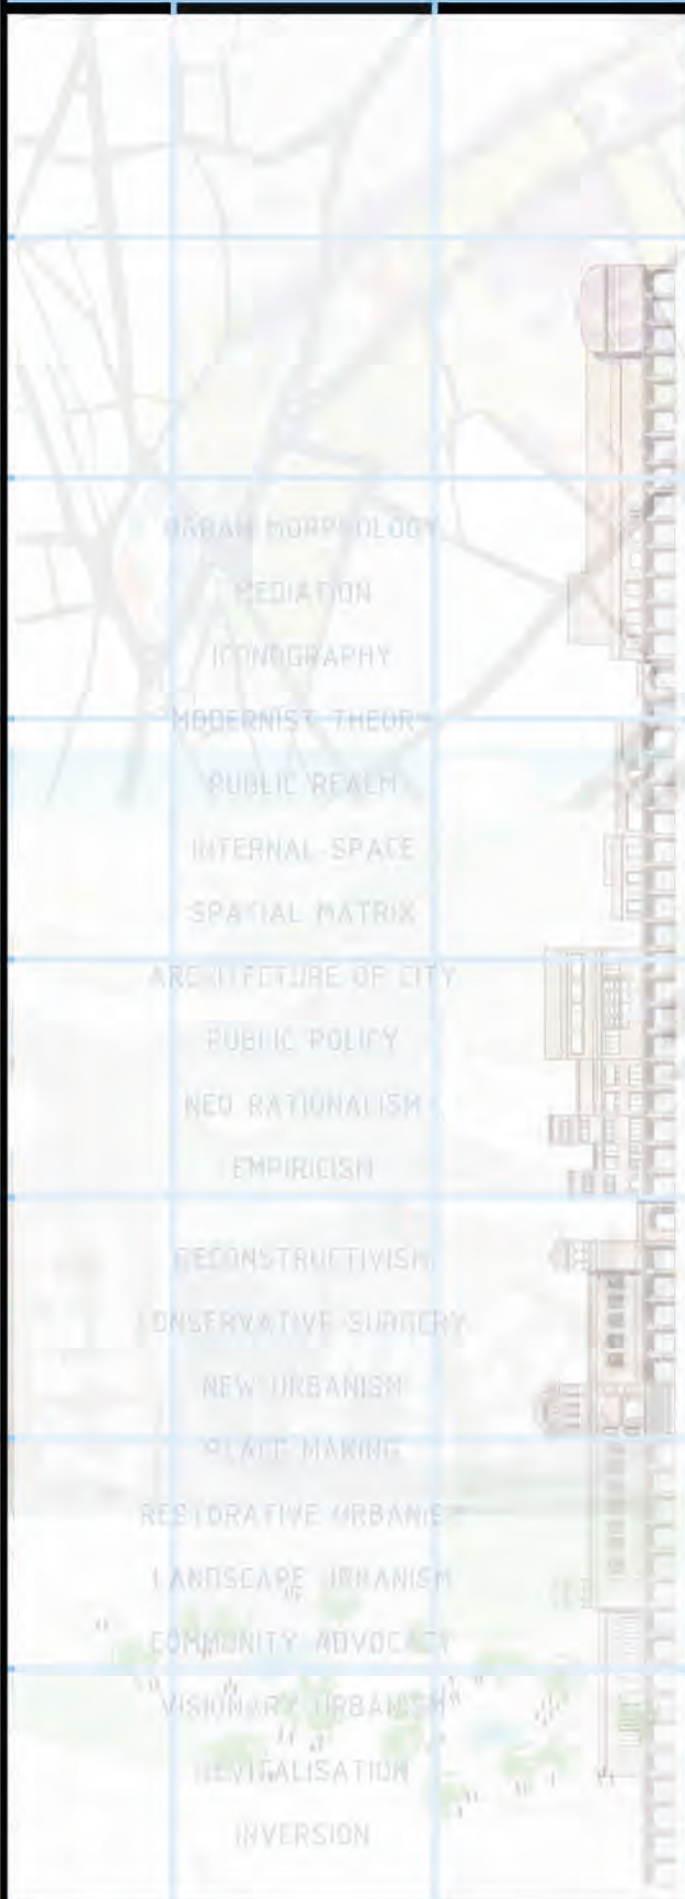 URBAN MORPHOLOGY
MEDIATION
ICONOGRAPHY
MODERNIST THEORY
PUBLIC REALM
INTERNAL SPACE
SPATIAL MATRIX
ARCHITECTURE OF CITY
PUBLIC POLICY
NEO RATIONALISM
EMPIRICISM
DECONSTRUCTIVISM
CONSERVATIVE SURGERY
NEW URBANISM
PLACE MAKING
RESTORATIVE URBANISM
LANDSCAPE URBANISM
COMMUNITY ADVOCACY
VISIONARY URBANISM
REVITALISATION
INVERSION